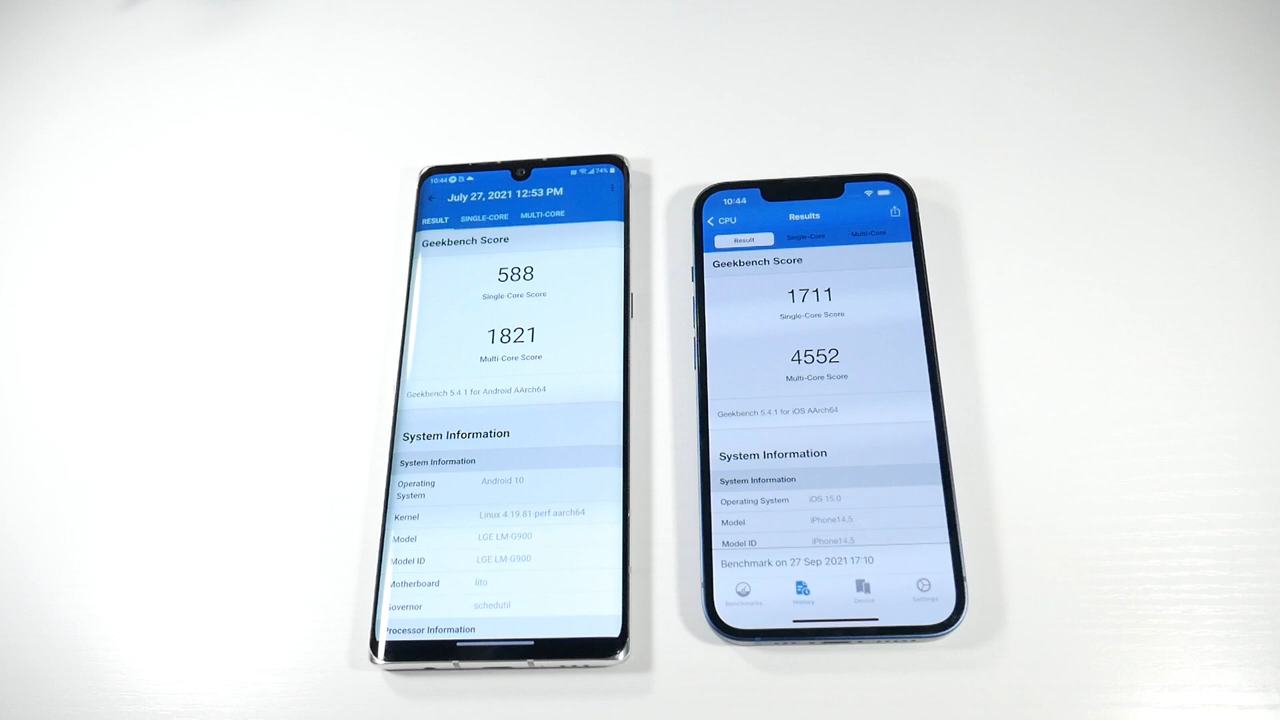 10:44
74%
July 27, 2021 12:53 PM
RESULT SINGLE-CORE MULTI-CORE
Geekbench Score
588
Single-Core Score
1821
Multi-Core Score
Geekbench 5.4.1 for Android AArch64
System Information
System Information
Operating System Android 10
Kernel Linux 4.19.81-perf aarch64
Model LGE LM-G900
Model ID LGE LM-G900
Motherboard lito
Governor schedutil
Processor Information
10:44
CPU Results
Result Single-Core Multi-Core
Geekbench Score
1711
Single-Core Score
4552
Multi-Core Score
Geekbench 5.4.1 for iOS AArch64
System Information
System Information
Operating System iOS 15.0
Model iPhone14,5
Model ID iPhone14,5
Benchmark on 27 Sep 2021 17:10
Benchmarks History Device Settings